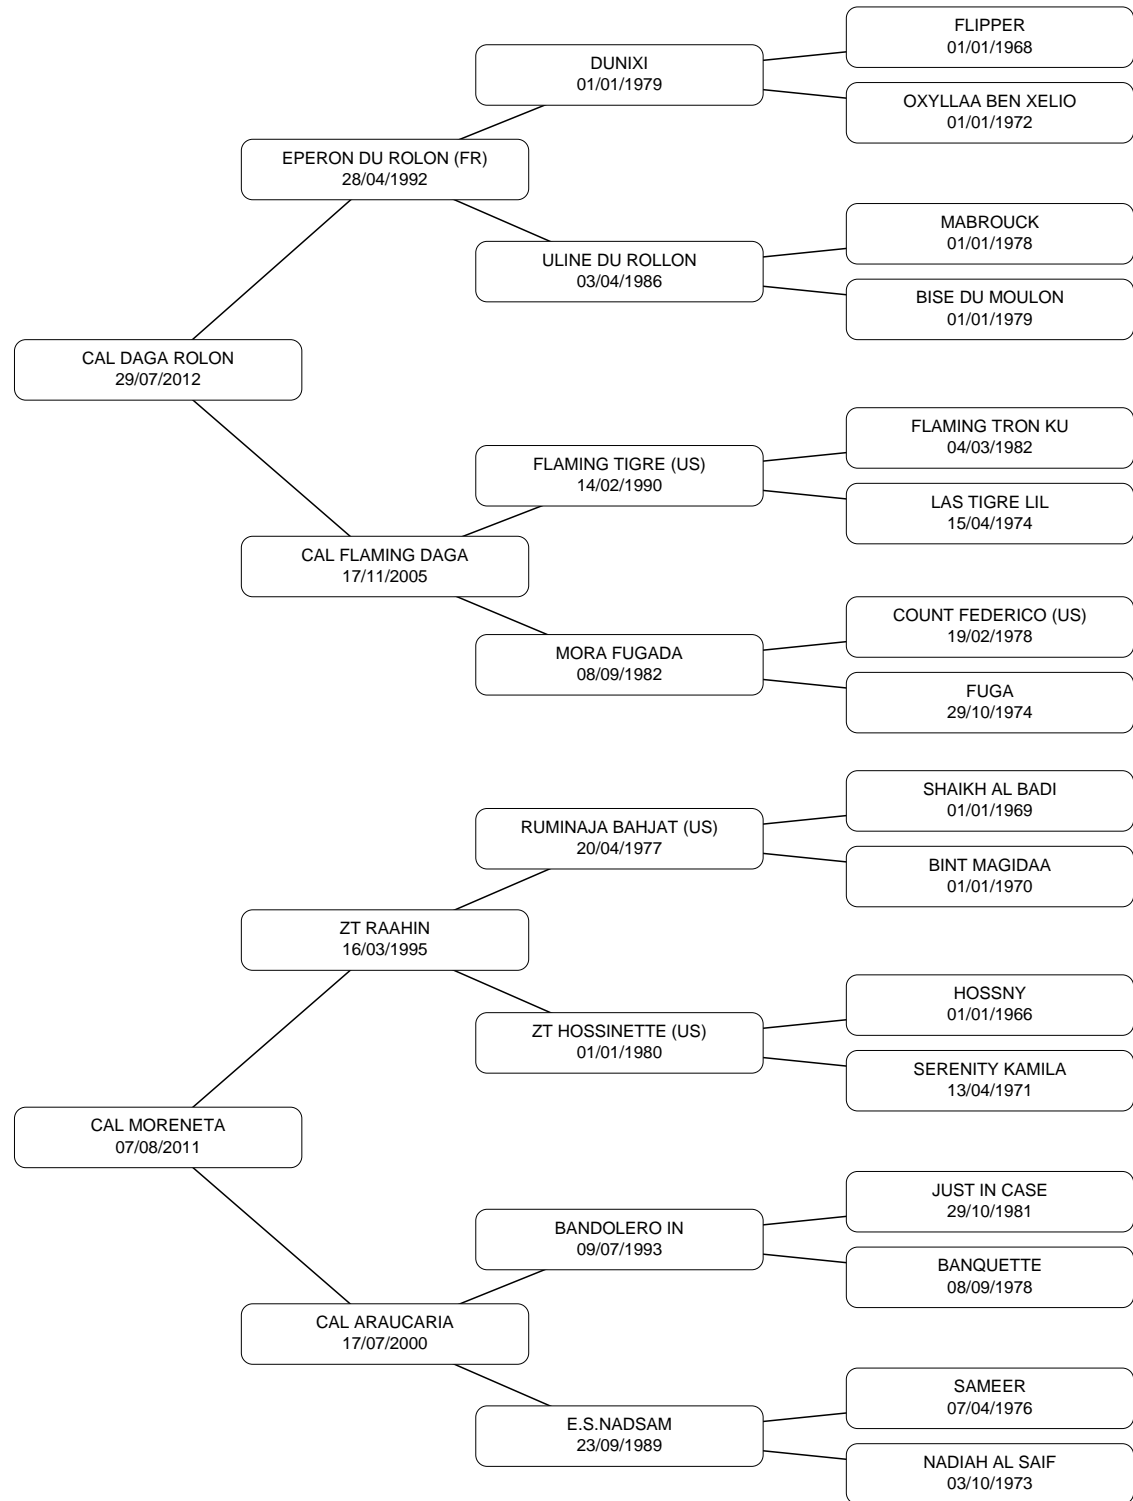 FLIPPER
01/01/1968
DUNIXI
01/01/1979
OXYLLAA BEN XELIO
01/01/1972
EPERON DU ROLON (FR)
28/04/1992
MABROUCK
01/01/1978
ULINE DU ROLLON
03/04/1986
BISE DU MOULON
01/01/1979
CAL DAGA ROLON
29/07/2012
FLAMING TRON KU
04/03/1982
FLAMING TIGRE (US)
14/02/1990
LAS TIGRE LIL
15/04/1974
CAL FLAMING DAGA
17/11/2005
COUNT FEDERICO (US)
19/02/1978
MORA FUGADA
08/09/1982
FUGA
29/10/1974
SHAIKH AL BADI
01/01/1969
RUMINAJA BAHJAT (US)
20/04/1977
BINT MAGIDAA
01/01/1970
ZT RAAHIN
16/03/1995
HOSSNY
01/01/1966
ZT HOSSINETTE (US)
01/01/1980
SERENITY KAMILA
13/04/1971
CAL MORENETA
07/08/2011
JUST IN CASE
29/10/1981
BANDOLERO IN
09/07/1993
BANQUETTE
08/09/1978
CAL ARAUCARIA
17/07/2000
SAMEER
07/04/1976
E.S.NADSAM
23/09/1989
NADIAH AL SAIF
03/10/1973